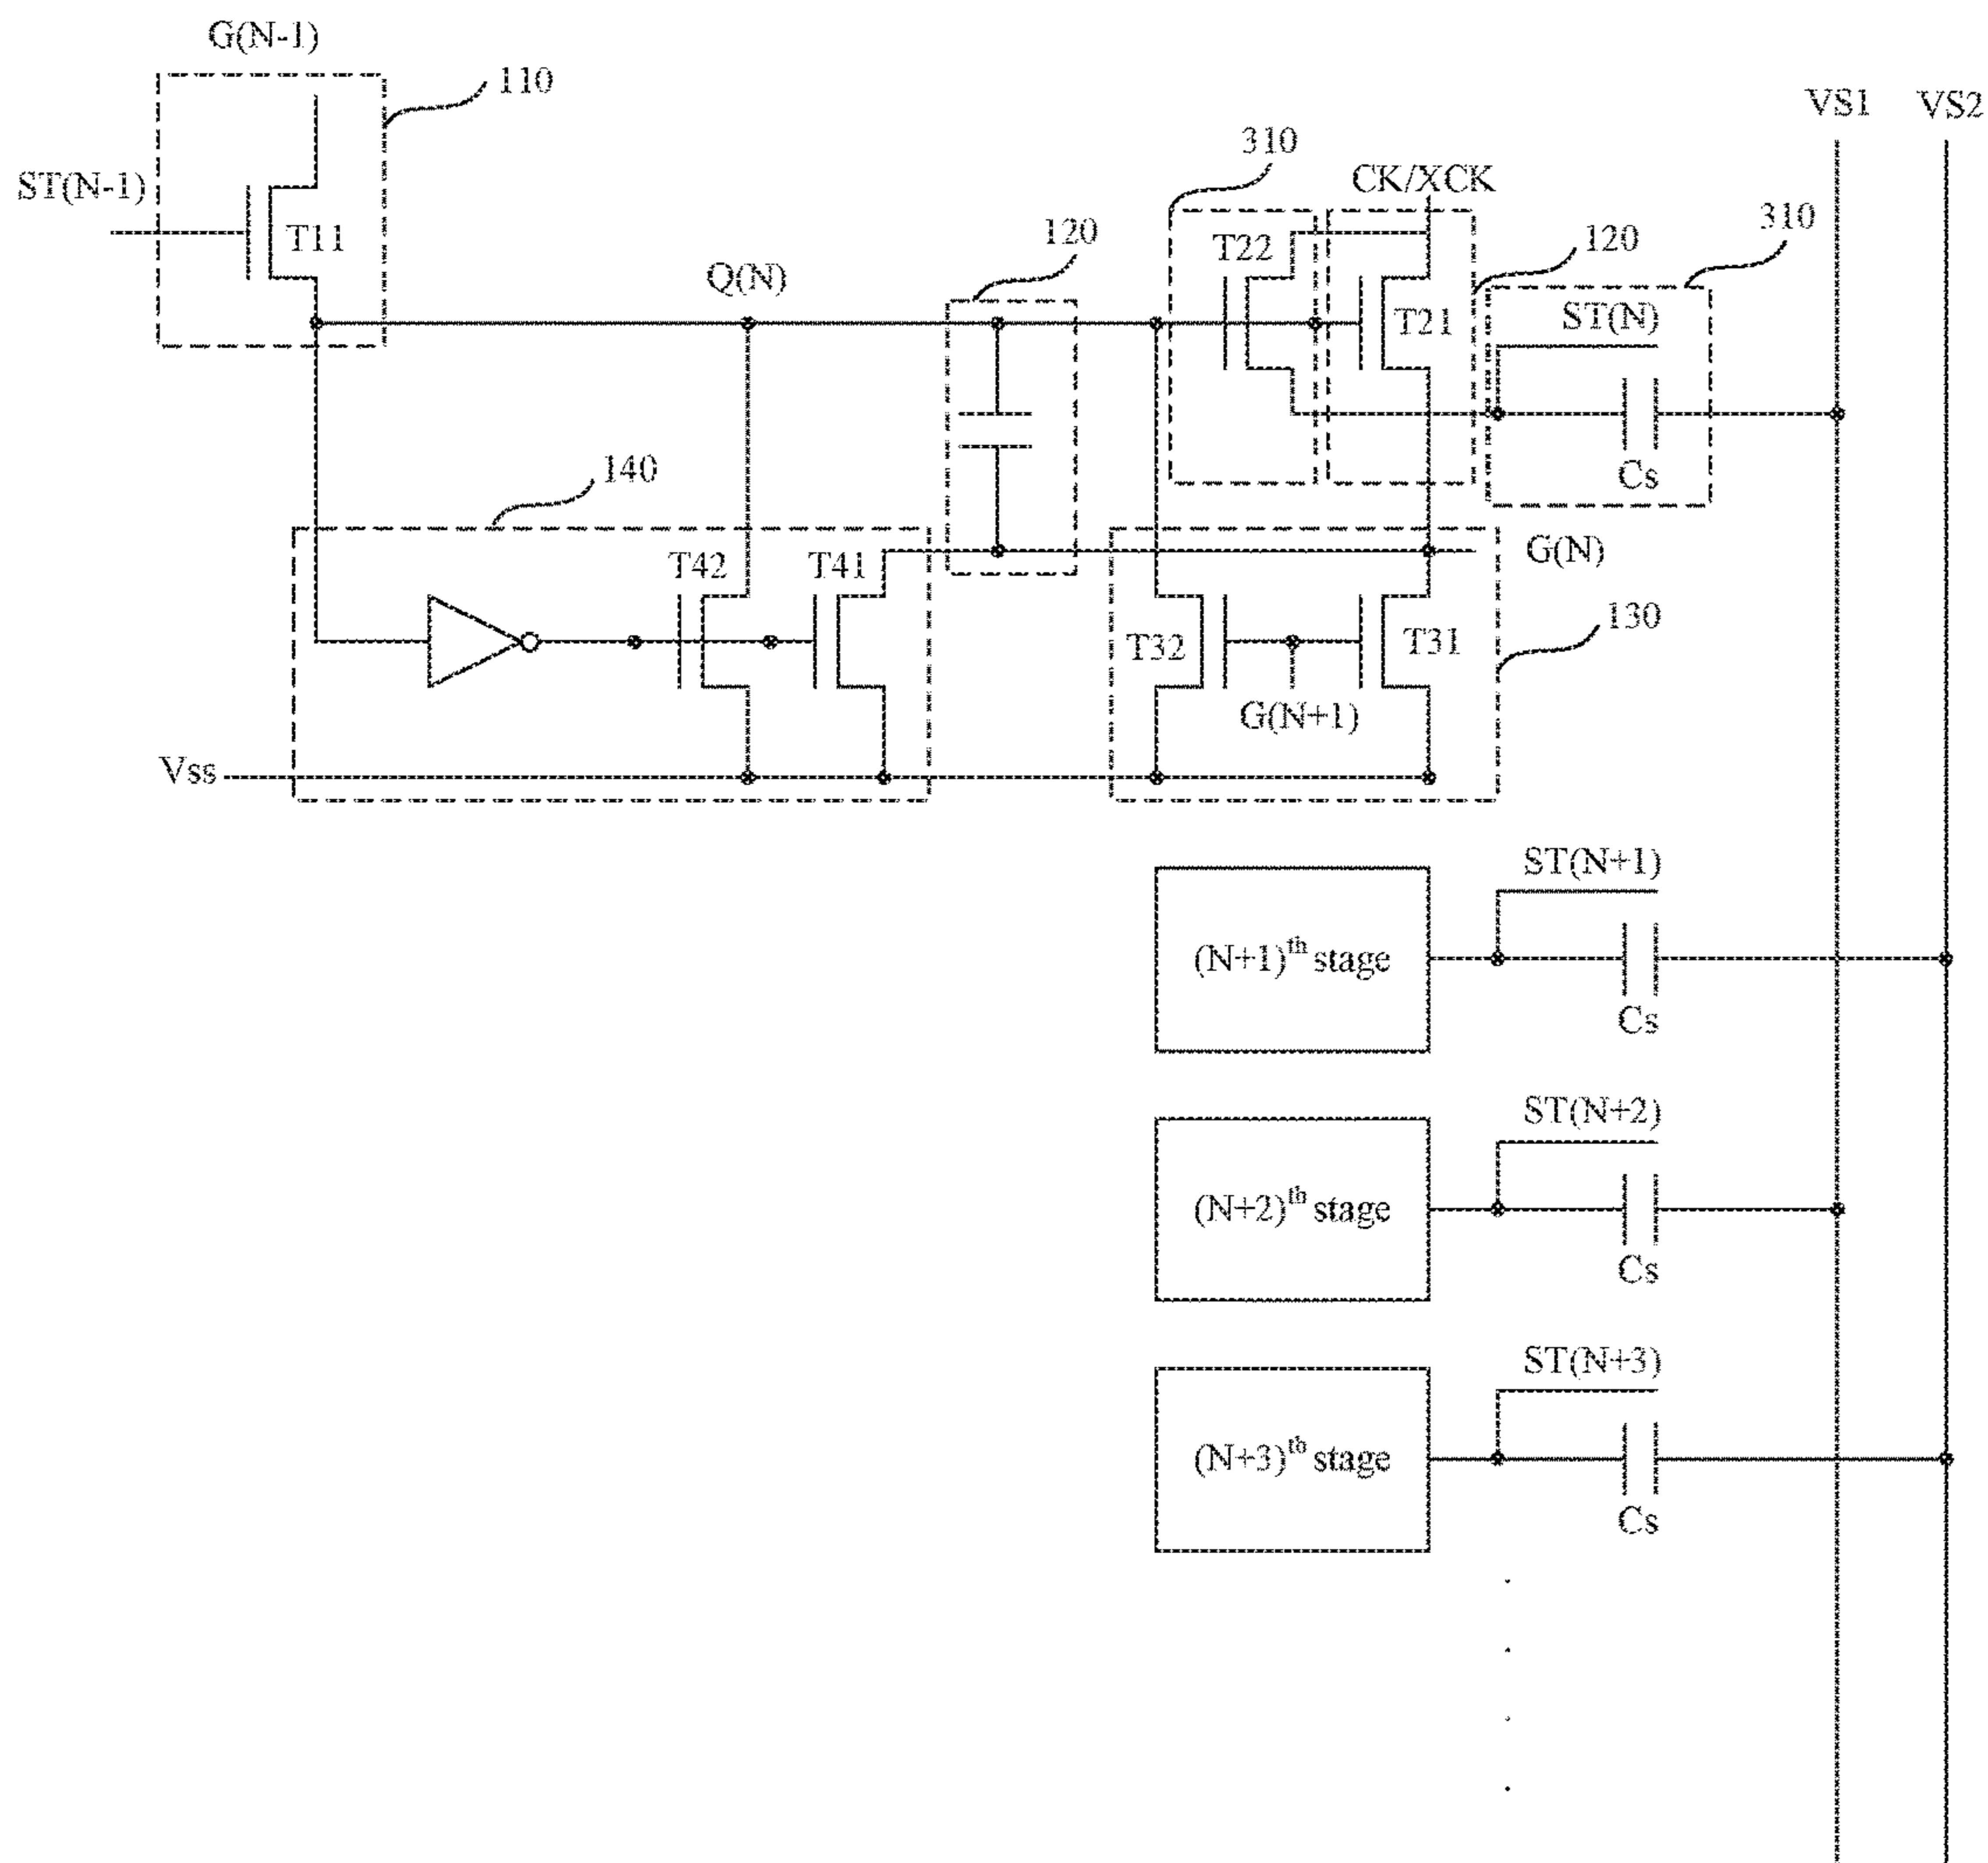 G(N-1)
110
VS1
VS2
310
ST(N-1)
CK/XCK
310
T11
120
T22
120
Q(N)
T21
ST(N)
140
Cs
T42
T41
G(N)
T32
T31
130
G(N+1)
Vss
ST(N+1)
(N+1)th stage
Cs
ST(N+2)
(N+2)th stage
Cs
ST(N+3)
(N+3)th stage
Cs